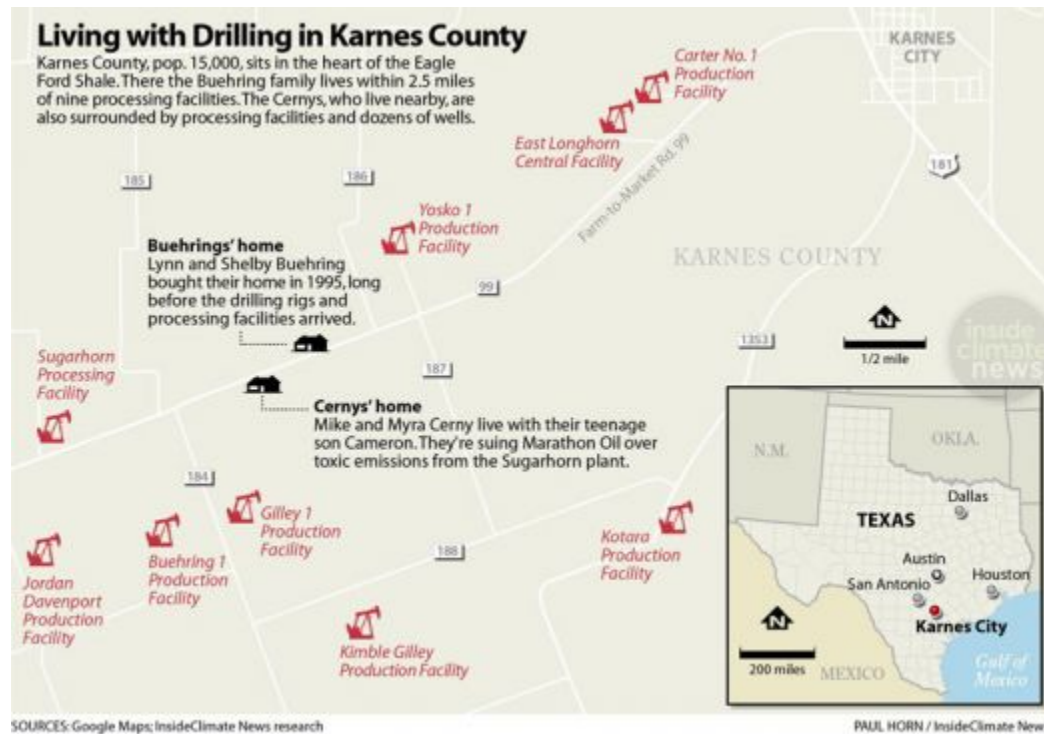 Living with Drilling in Karnes County
Karnes County, pop. 15,000, sits in the heart of the Eagle
Ford Shale. There the Buehring family lives within 2.5 miles
of nine processing facilities. The Cernys, who live nearby, are
also surrounded by processing facilities and dozens of wells.
Carter No. 1
Production
Facility
KARNES
CITY
East Longhorn
Central Facility
Farm-to-Market Rd. 99
181
185
186
Yosko 1
Production
Facility
KARNES COUNTY
Buehrings' home
Lynn and Shelby Buehring
bought their home in 1995, long
before the drilling rigs and
processing facilities arrived.
99
N
1/2 mile
inside
climate
news
1353
187
Sugarhorn
Processing
Facility
Cernys' home
Mike and Myra Cerny live with their teenage
son Cameron. They're suing Marathon Oil over
toxic emissions from the Sugarhorn plant.
184
Gilley 1
Production
Facility
Buehring 1
Production
Facility
Jordan
Davenport
Production
Facility
188
Kotara
Production
Facility
Kimble Gilley
Production Facility
N.M.
OKLA.
Dallas
TEXAS
Austin
San Antonio
Houston
Karnes City
N
200 miles
MEXICO
Gulf of
Mexico
SOURCES: Google Maps; InsideClimate News research
PAUL HORN / InsideClimate New